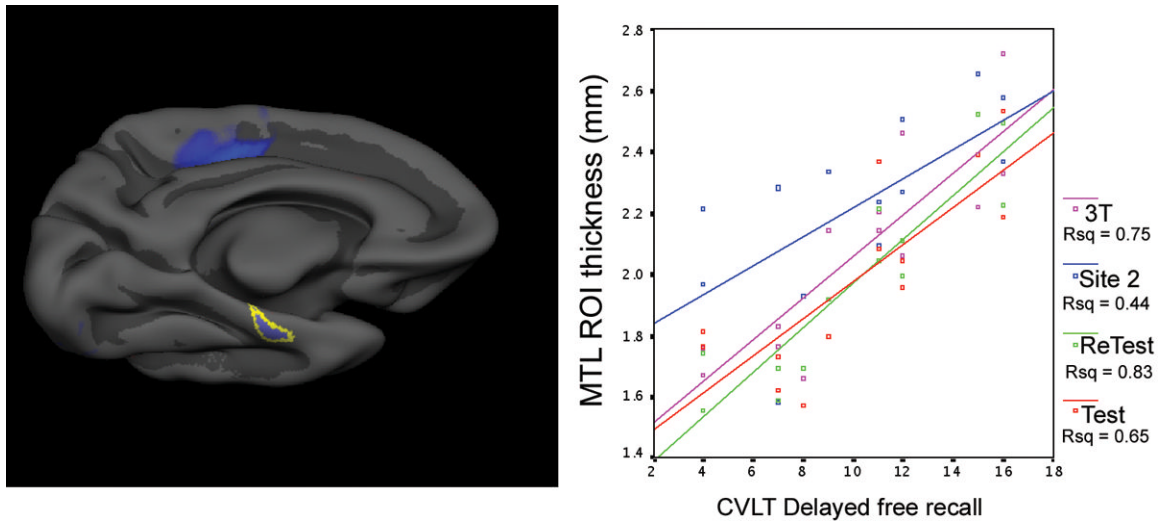 2.8
2.6
2.4
2.2
2.0
1.8
1.6
1.4
MTL ROI thickness (mm)
2 4 6 8 10 12 14 16 18
CVLT Delayed free recall
3T
Rsq = 0.75
Site 2
Rsq = 0.44
ReTest
Rsq = 0.83
Test
Rsq = 0.65